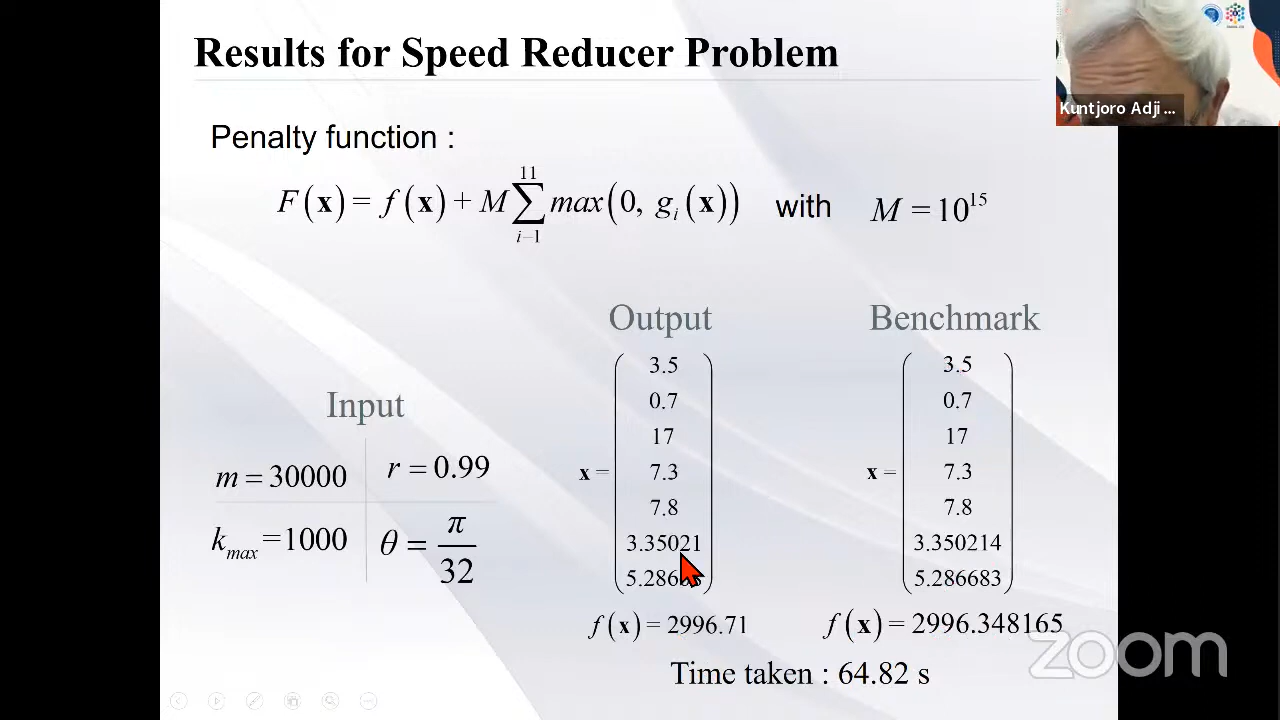 Results for Speed Reducer Problem
Kuntjoro Adji ...
Penalty function :
F(x) = f(x) + M ∑ max(0, g_i(x)) with M = 10^15
11
i–1
Output
Benchmark
Input
m = 30000
r = 0.99
k_max = 1000
θ = π/32
x =
3.5
0.7
17
7.3
7.8
3.35021
f(x) = 2996.71
x =
3.5
0.7
17
7.3
7.8
3.350214
5.286683
f(x) = 2996.348165
Time taken : 64.82 s
zoom